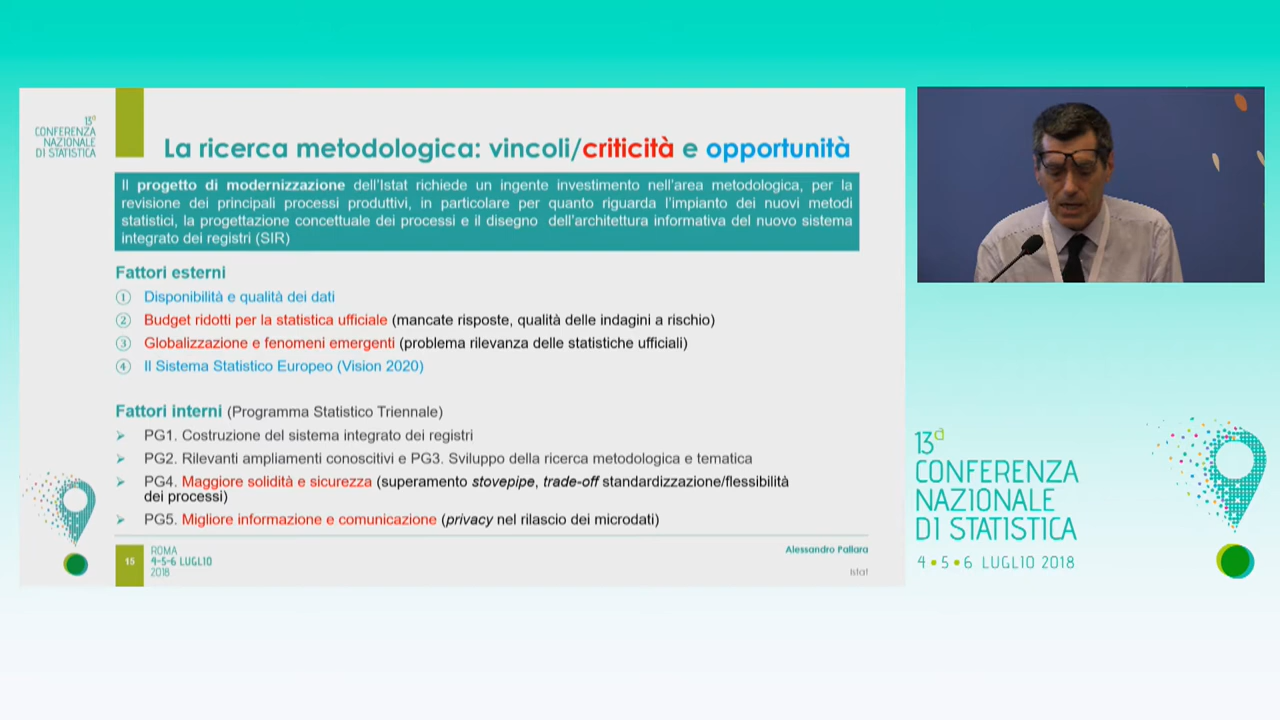 13ª
CONFERENZA
NAZIONALE
DI STATISTICA
La ricerca metodologica: vincoli/criticità e opportunità
Il progetto di modernizzazione dell'Istat richiede un ingente investimento nell'area metodologica, per la
revisione dei principali processi produttivi, in particolare per quanto riguarda l'impianto dei nuovi metodi
statistici, la progettazione concettuale dei processi e il disegno dell'architettura informativa del nuovo sistema
integrato dei registri (SIR)
Fattori esterni
① Disponibilità e qualità dei dati
② Budget ridotti per la statistica ufficiale (mancate risposte, qualità delle indagini a rischio)
③ Globalizzazione e fenomeni emergenti (problema rilevanza delle statistiche ufficiali)
④ Il Sistema Statistico Europeo (Vision 2020)
Fattori interni (Programma Statistico Triennale)
➢ PG1. Costruzione del sistema integrato dei registri
➢ PG2. Rilevanti ampliamenti conoscitivi e PG3. Sviluppo della ricerca metodologica e tematica
➢ PG4. Maggiore solidità e sicurezza (superamento stovepipe, trade-off standardizzazione/flessibilità
dei processi)
➢ PG5. Migliore informazione e comunicazione (privacy nel rilascio dei microdati)
15
ROMA
4-5-6 LUGLIO
2018
Alessandro Pallara
Istat
13ª
CONFERENZA
NAZIONALE
DI STATISTICA
4 • 5 • 6 LUGLIO 2018